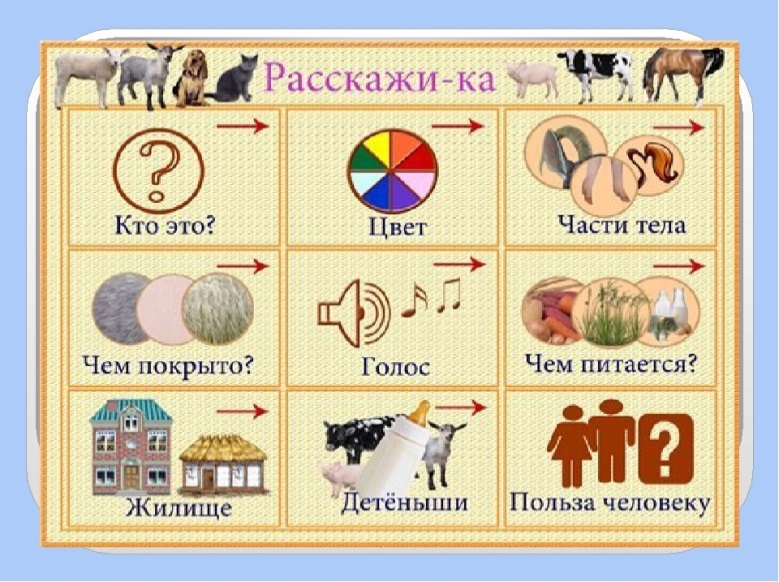 Расскажи-ка
Кто это?
Цвет
Части тела
Чем покрыто?
Голос
Чем питается?
Жилище
Детёныши
Польза человеку